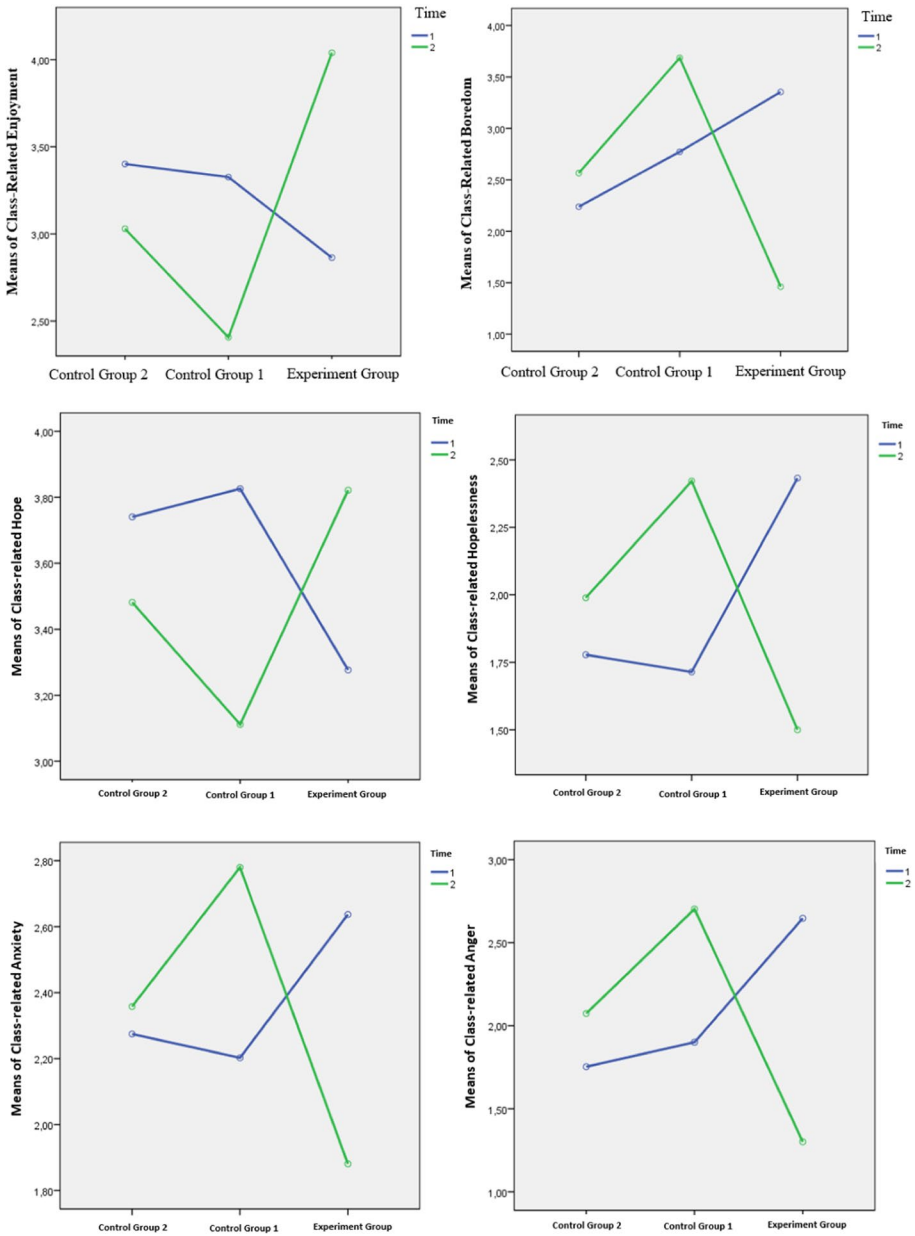 Time
1
2
Means of Class-Related Enjoyment
4,00
3,50
3,00
2,50
Control Group 2
Control Group 1
Experiment Group
Time
1
2
Means of Class-Related Boredom
4,00
3,50
3,00
2,50
2,00
1,50
1,00
Control Group 2
Control Group 1
Experiment Group
Time
1
2
Means of Class-related Hope
4,00
3,80
3,60
3,40
3,20
3,00
Control Group 2
Control Group 1
Experiment Group
Time
1
2
Means of Class-related Hopelessness
2,50
2,25
2,00
1,75
1,50
Control Group 2
Control Group 1
Experiment Group
Time
1
2
Means of Class-related Anxiety
2,80
2,60
2,40
2,20
2,00
1,80
Control Group 2
Control Group 1
Experiment Group
Time
1
2
Means of Class-related Anger
3,00
2,50
2,00
1,50
1,00
Control Group 2
Control Group 1
Experiment Group